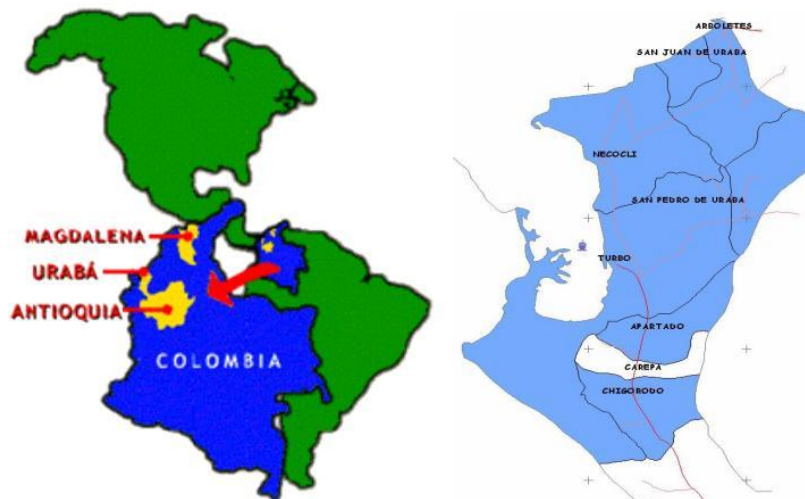 MAGDALENA
URABÁ
ANTIOQUIA
COLOMBIA
ARBOLETES
SAN JUAN DE URABA
NECOCLI
SAN PEDRO DE URABA
TURBO
APARTADO
CAREPA
CHIGORODO